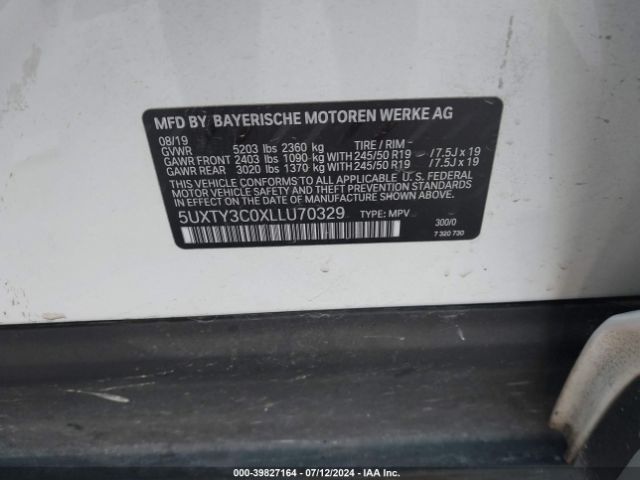 MFD BY BAYERISCHE MOTOREN WERKE AG
08/19 TIRE / RIM -
GVWR 5203 lbs 2360 kg
GAWR FRONT 2403 lbs 1090 kg WITH 245/50 R19 - /7.5J x 19
GAWR REAR 3020 lbs 1370 kg WITH 245/50 R19 - /7.5J x 19
THIS VEHICLE CONFORMS TO ALL APPLICABLE U. S. FEDERAL
MOTOR VEHICLE SAFETY AND THEFT PREVENTION STANDARDS
IN EFFECT ON THE DATE OF MANUFACTURE SHOWN ABOVE.
5UXTY3C0XLLU70329 TYPE: MPV
300/0
7 320 730
000-39827164 / 07/12/2024 - IAA Inc.